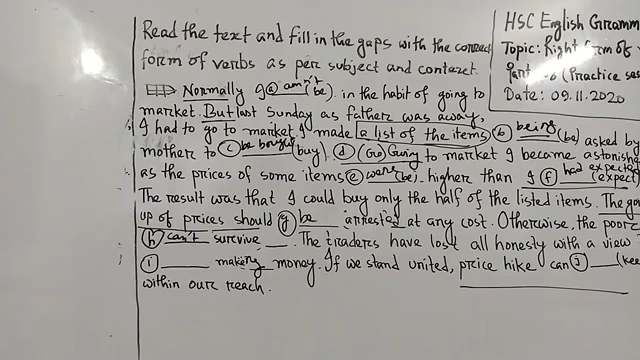 Read the text and fill in the gaps with the correct
form of verbs as per subject and context.
Normally I ⓐ amn't (be) in the habit of going to
market. But last Sunday as father was away,
I had to go to market. I made a list of the items ⓑ being (be) asked by
mother to ⓒ be bought (buy). ⓓ (Go) Going to market I became astonish
as the prices of some items ⓔ were (be) higher than I ⓕ had expected (expect)
The result was that I could buy only the half of the listed items. The go
up of prices should ⓖ be arrested at any cost. Otherwise, the poor
ⓗ can't survive __. The traders have lost all honesty with a view
ⓘ ____ making money. If we stand united, price hike can ⓙ ___ (kee
within our reach.
HSC English Gramm
Topic: Right form of
Part- (Practice ses
Date: 09.11.2020